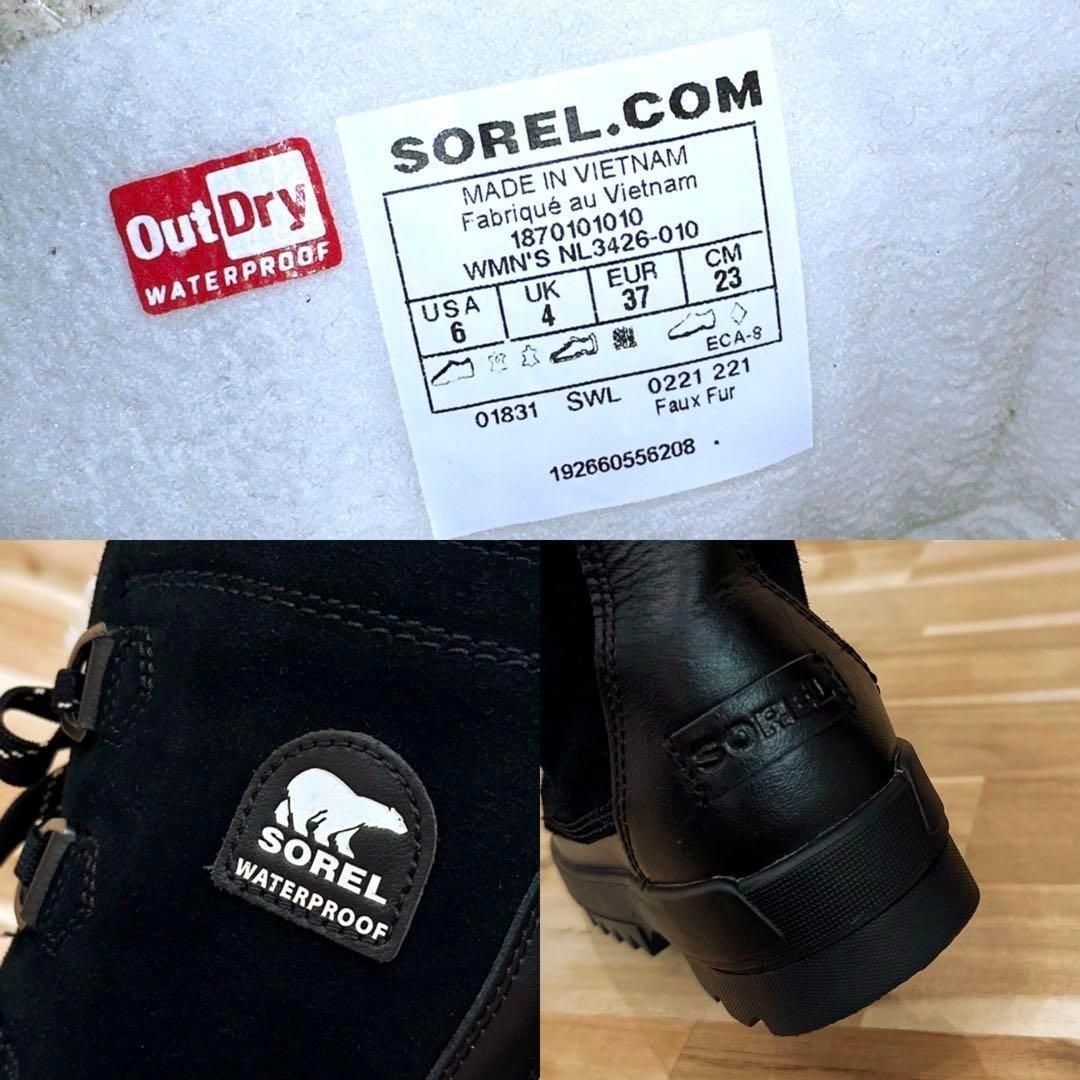 OutDry
WATERPROOF
SOREL.COM
MADE IN VIETNAM
Fabriqué au Vietnam
1870101010
WMN'S NL3426-010
USA UK EUR CM
6 4 37 23
ECA-8
01831 SWL 0221 221
Faux Fur
192660556208
SOREL
WATERPROOF
SOREL